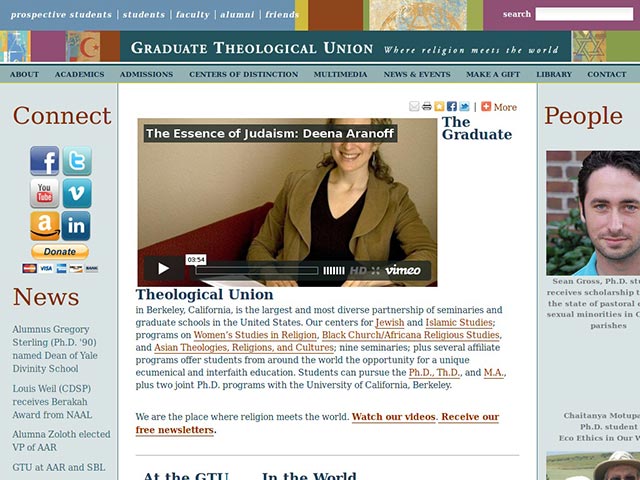 prospective students | students | faculty | alumni | friends
search
GRADUATE THEOLOGICAL UNION Where religion meets the world
ABOUT ACADEMICS ADMISSIONS CENTERS OF DISTINCTION MULTIMEDIA NEWS & EVENTS MAKE A GIFT LIBRARY CONTACT
Connect
You
Tube
Donate
News
Alumnus Gregory
Sterling (Ph.D. '90)
named Dean of Yale
Divinity School
Louis Weil (CDSP)
receives Berakah
Award from NAAL
Alumna Zoloth elected
VP of AAR
GTU at AAR and SBL
| More
The Essence of Judaism: Deena Aranoff
03:54
HD
vimeo
The
Graduate
Theological Union
in Berkeley, California, is the largest and most diverse partnership of seminaries and
graduate schools in the United States. Our centers for Jewish and Islamic Studies;
programs on Women's Studies in Religion, Black Church/Africana Religious Studies,
and Asian Theologies, Religions, and Cultures; nine seminaries; plus several affiliate
programs offer students from around the world the opportunity for a unique
ecumenical and interfaith education. Students can pursue the Ph.D., Th.D., and M.A.,
plus two joint Ph.D. programs with the University of California, Berkeley.
We are the place where religion meets the world. Watch our videos. Receive our
free newsletters.
At the GTU In the World
People
Sean Gross, Ph.D. stu
receives scholarship t
the state of pastoral c
sexual minorities in C
parishes
Chaitanya Motupa
Ph.D. student
Eco Ethics in Our W